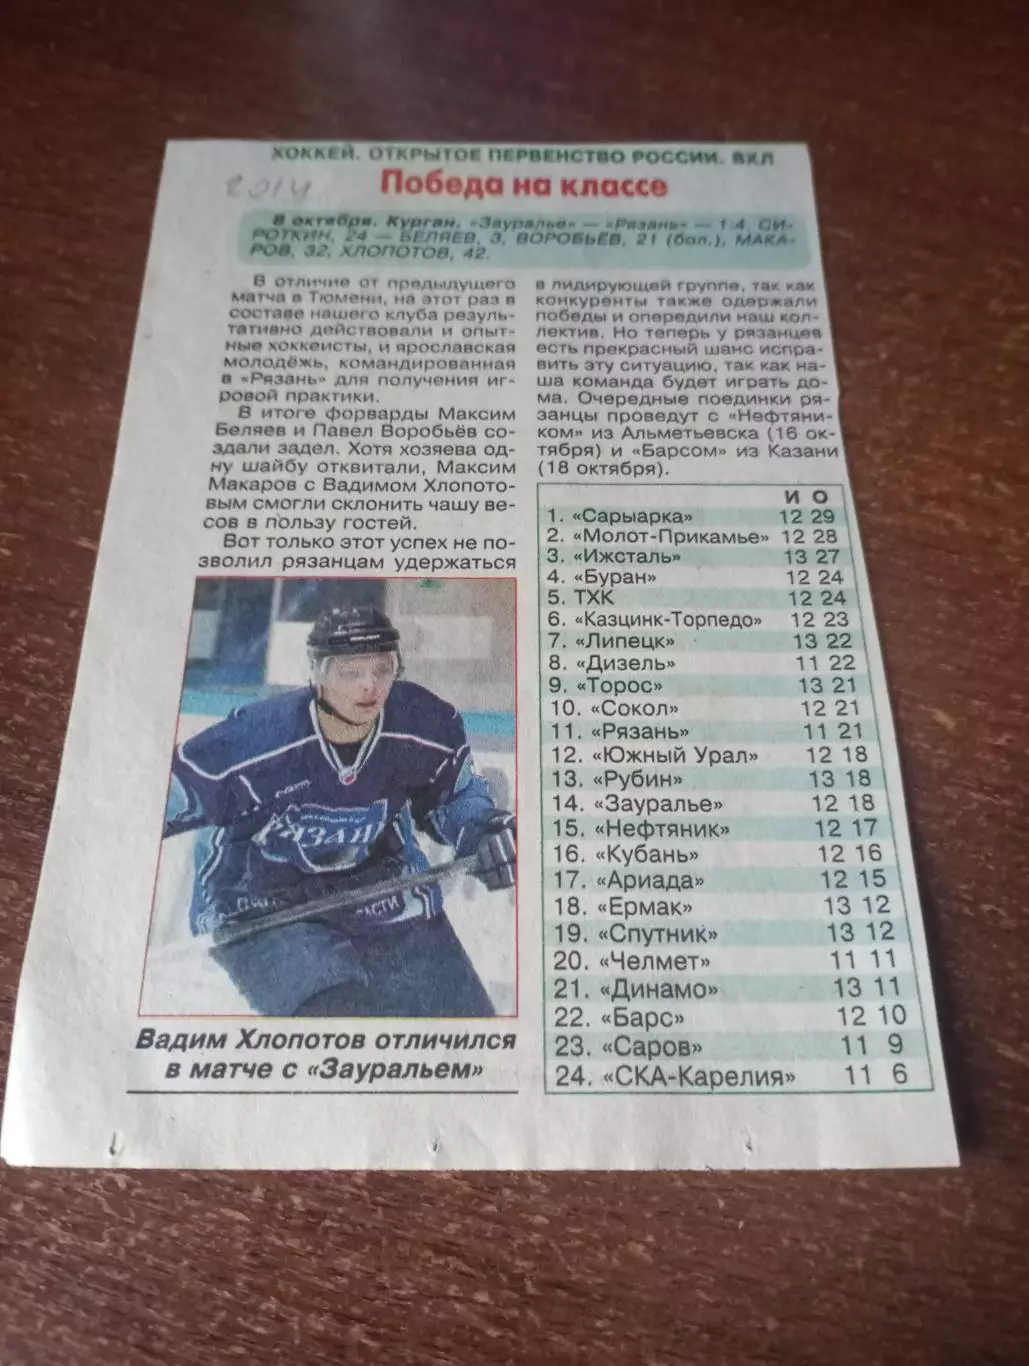 ХОККЕЙ. ОТКРЫТОЕ ПЕРВЕНСТВО РОССИИ. ВХЛ
2014
Победа на классе
8 октября. Курган. «Зауралье» — «Рязань» — 1:4. СИ-
РОТКИН, 24 — БЕЛЯЕВ, 3, ВОРОБЬЁВ, 21 (бол.), МАКА-
РОВ, 32, ХЛОПОТОВ, 42.
В отличие от предыдущего
матча в Тюмени, на этот раз в
составе нашего клуба резуль-
тативно действовали и опыт-
ные хоккеисты, и ярославская
молодёжь, командированная
в «Рязань» для получения иг-
ровой практики.
В итоге форварды Максим
Беляев и Павел Воробьёв со-
здали задел. Хотя хозяева од-
ну шайбу отквитали, Максим
Макаров с Вадимом Хлопото-
вым смогли склонить чашу ве-
сов в пользу гостей.
Вот только этот успех не по-
зволил рязанцам удержаться
в лидирующей группе, так как
конкуренты также одержали
победы и опередили наш кол-
лектив. Но теперь у рязанцев
есть прекрасный шанс испра-
вить эту ситуацию, так как на-
ша команда будет играть до-
ма. Очередные поединки ря-
занцы проведут с «Нефтяни-
ком» из Альметьевска (16 ок-
тября) и «Барсом» из Казани
(18 октября).
И О
1. «Сарыарка» 12 29
2. «Молот-Прикамье» 12 28
3. «Ижсталь» 13 27
4. «Буран» 12 24
5. ТХК 12 24
6. «Казцинк-Торпедо» 12 23
7. «Липецк» 13 22
8. «Дизель» 11 22
9. «Торос» 13 21
10. «Сокол» 12 21
11. «Рязань» 11 21
12. «Южный Урал» 12 18
13. «Рубин» 13 18
14. «Зауралье» 12 18
15. «Нефтяник» 12 17
16. «Кубань» 12 16
17. «Ариада» 12 15
18. «Ермак» 13 12
19. «Спутник» 13 12
20. «Челмет» 11 11
21. «Динамо» 13 11
22. «Барс» 12 10
23. «Саров» 11 9
24. «СКА-Карелия» 11 6
РЯЗАНЬ
Вадим Хлопотов отличился
в матче с «Зауральем»